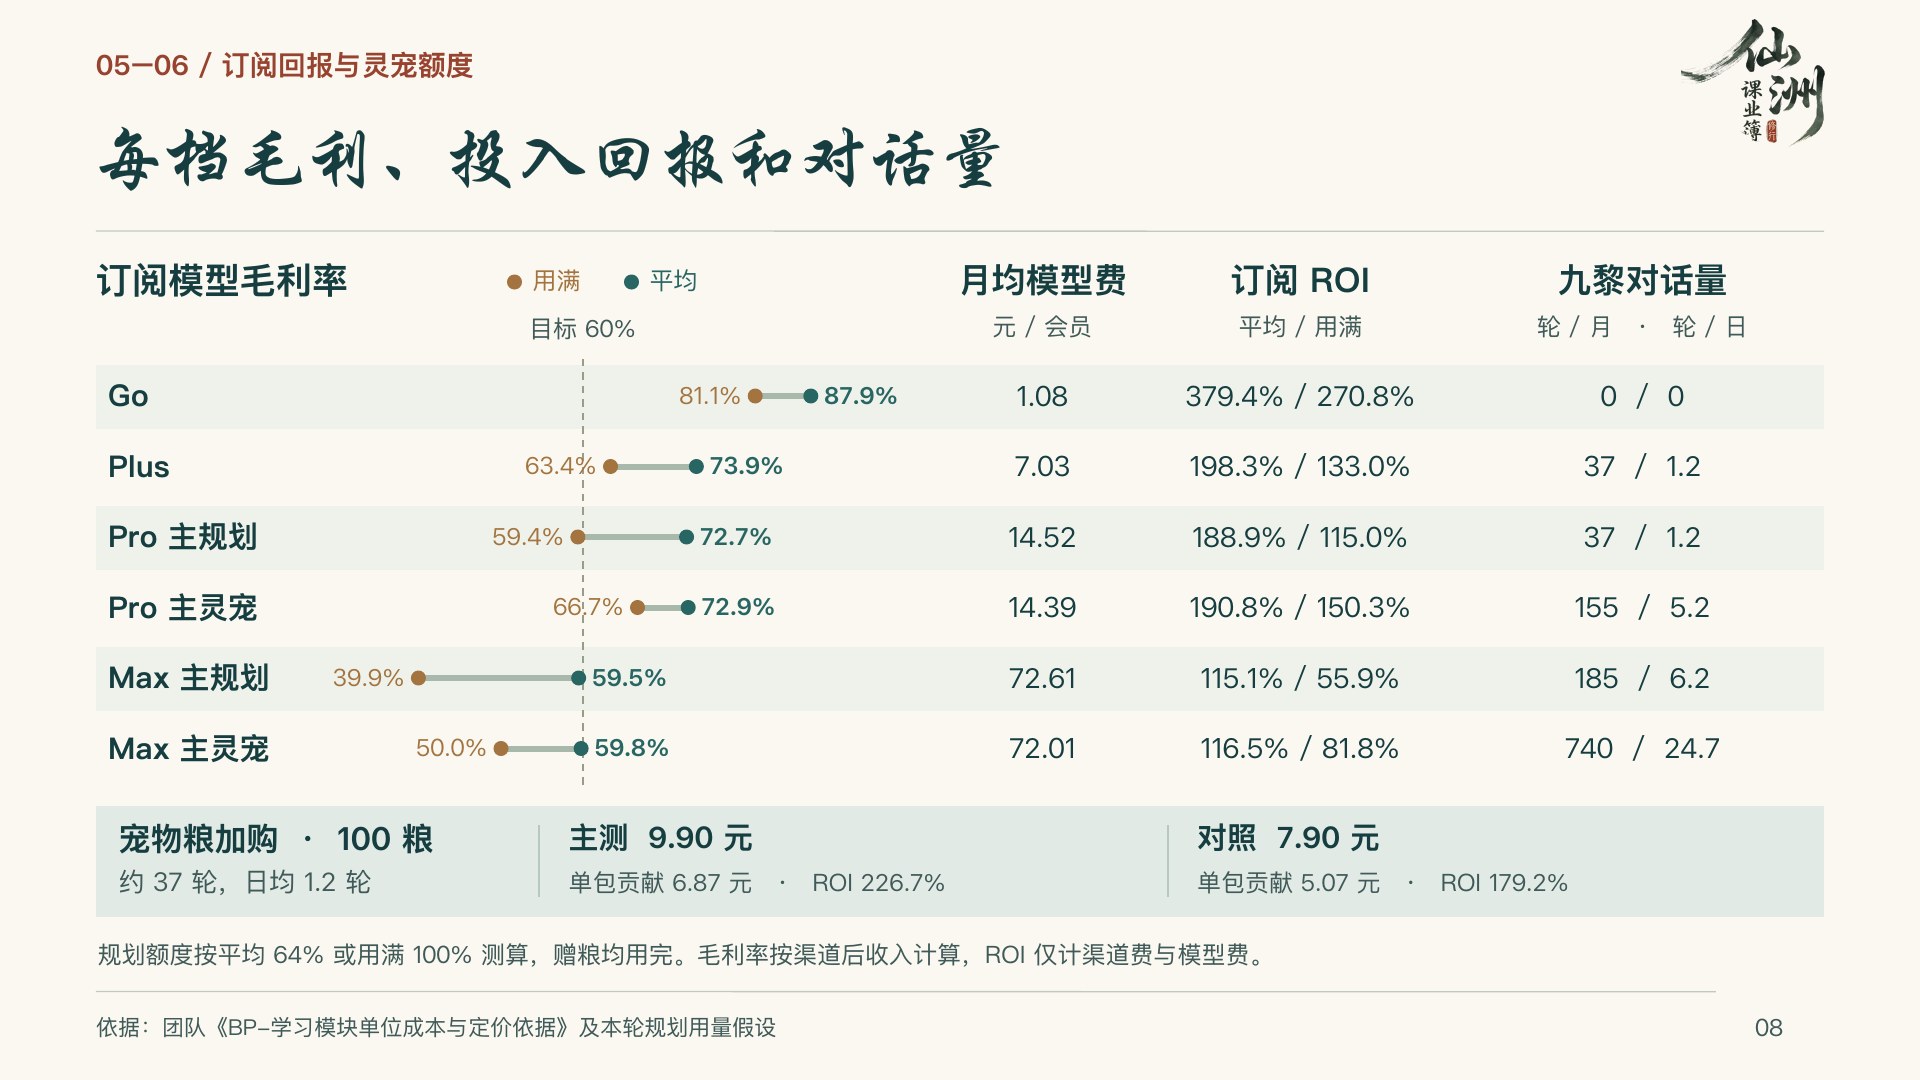 05—06 / 订阅回报与灵宠额度
仙洲
课业簿
每档毛利、投入回报和对话量
订阅模型毛利率
用满 平均
目标 60%
月均模型费
元 / 会员
订阅 ROI
平均 / 用满
九黎对话量
轮 / 月 · 轮 / 日
Go 81.1% 87.9% 1.08 379.4% / 270.8% 0 / 0
Plus 63.4% 73.9% 7.03 198.3% / 133.0% 37 / 1.2
Pro 主规划 59.4% 72.7% 14.52 188.9% / 115.0% 37 / 1.2
Pro 主灵宠 66.7% 72.9% 14.39 190.8% / 150.3% 155 / 5.2
Max 主规划 39.9% 59.5% 72.61 115.1% / 55.9% 185 / 6.2
Max 主灵宠 50.0% 59.8% 72.01 116.5% / 81.8% 740 / 24.7
宠物粮加购 · 100 粮
约 37 轮，日均 1.2 轮
主测 9.90 元
单包贡献 6.87 元 · ROI 226.7%
对照 7.90 元
单包贡献 5.07 元 · ROI 179.2%
规划额度按平均 64% 或用满 100% 测算，赠粮均用完。毛利率按渠道后收入计算，ROI 仅计渠道费与模型费。
依据：团队《BP-学习模块单位成本与定价依据》及本轮规划用量假设
08